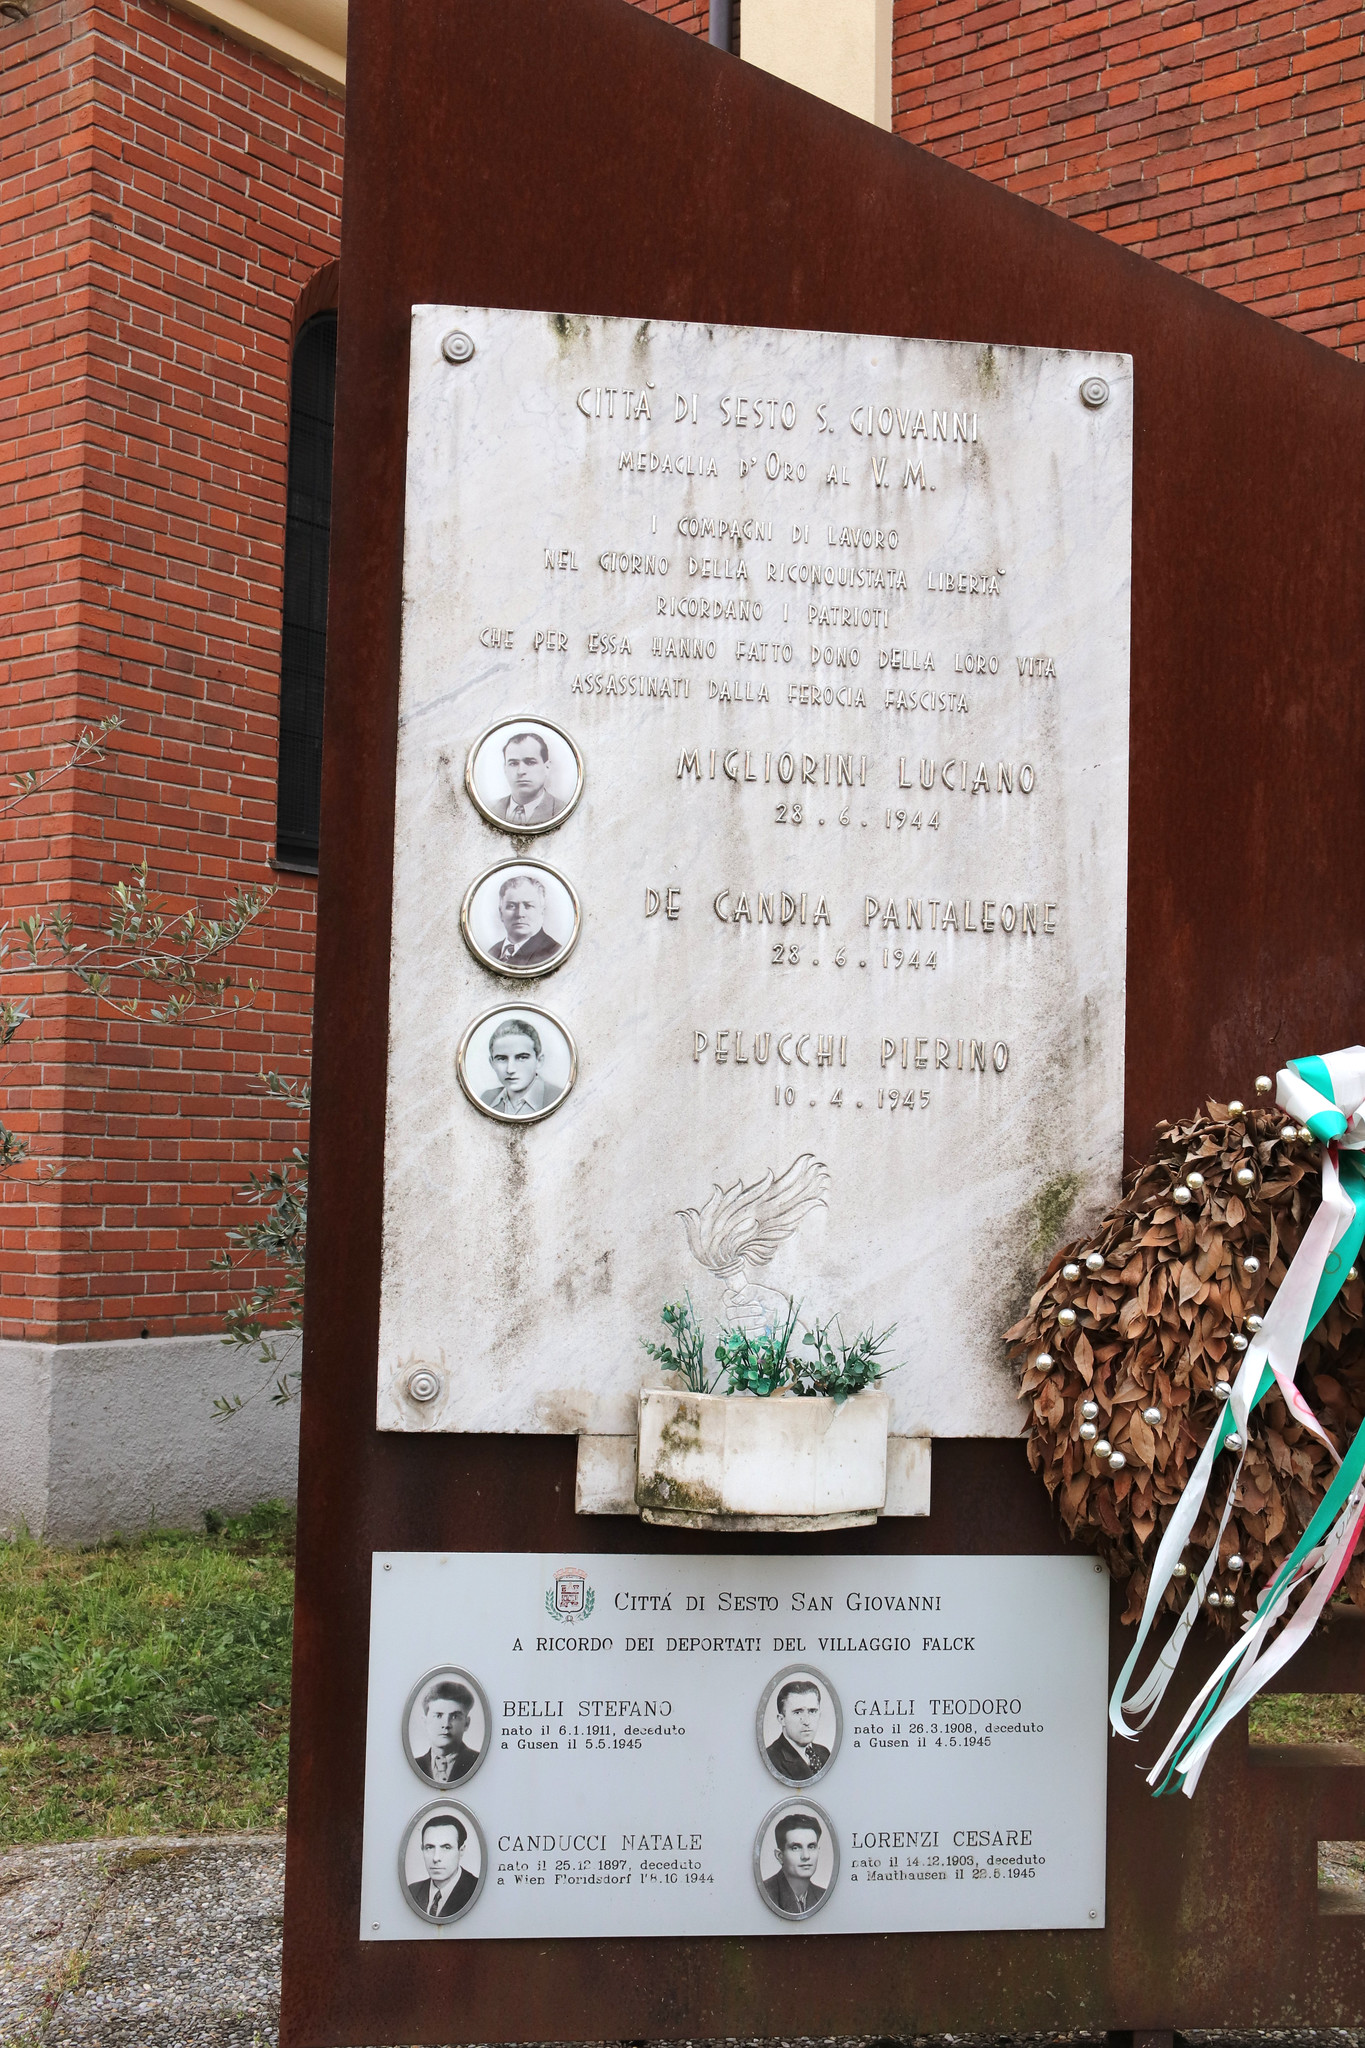 CITTÀ DI SESTO S. GIOVANNI
MEDAGLIA D'ORO AL V. M.
I COMPAGNI DI LAVORO
NEL GIORNO DELLA RICONQUISTATA LIBERTÀ
RICORDANO I PATRIOTI
CHE PER ESSA HANNO FATTO DONO DELLA LORO VITA
ASSASSINATI DALLA FEROCIA FASCISTA
MIGLIORINI LUCIANO
28.6.1944
DE CANDIA PANTALEONE
28.6.1944
PELUCCHI PIERINO
10.4.1945
CITTÁ DI SESTO SAN GIOVANNI
A RICORDO DEI DEPORTATI DEL VILLAGGIO FALCK
BELLI STEFANO
nato il 6.1.1911, deceduto
a Gusen il 5.5.1945
GALLI TEODORO
nato il 26.3.1908, deceduto
a Gusen il 4.5.1945
CANDUCCI NATALE
nato il 25.12.1897, deceduto
a Wien Floridsdorf l'8.10.1944
LORENZI CESARE
nato il 14.12.1903, deceduto
a Mauthausen il 22.5.1945